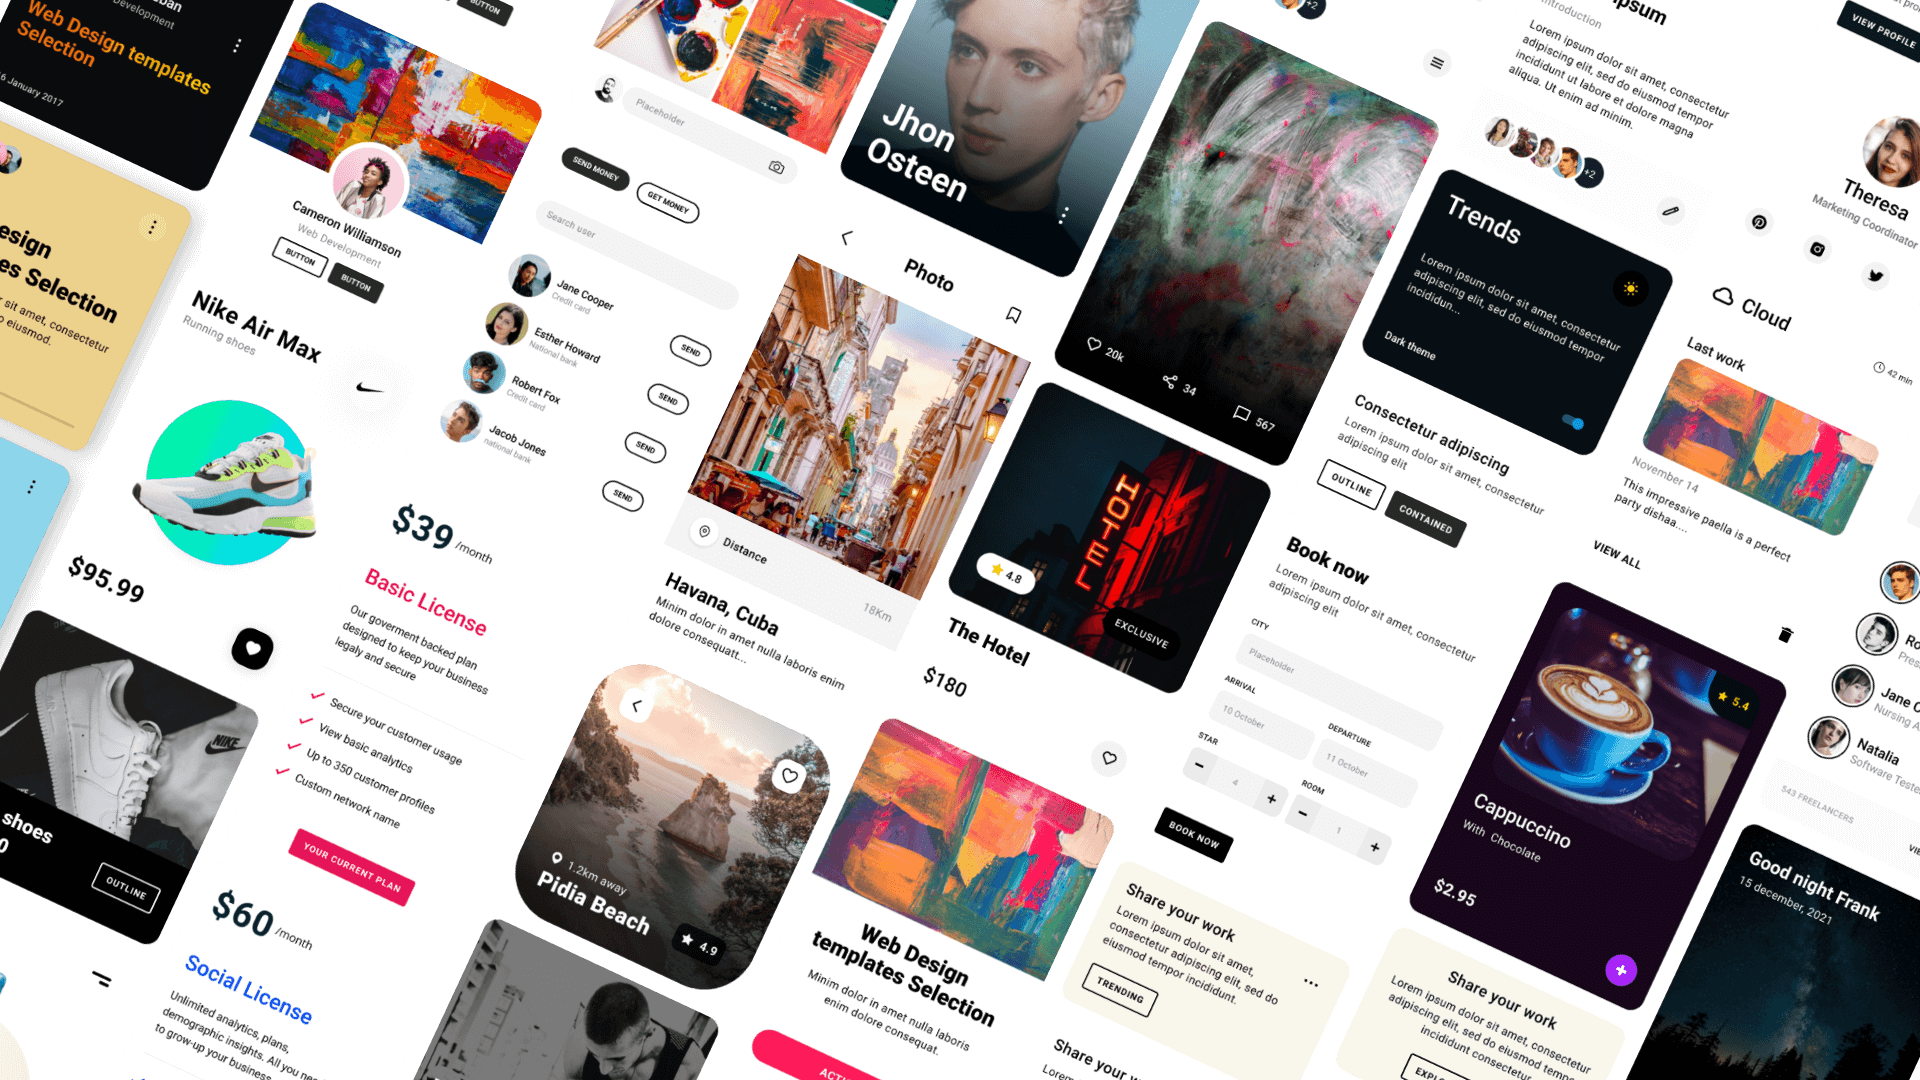 Development
Web Design templates
Selection
January 2017
esign
es Selection
sit amet, consectetur
o eiusmod.
Cameron Williamson
Web Development
BUTTON
BUTTON
BUTTON
Nike Air Max
Running shoes
$95.99
NIKE
shoes
OUTLINE
$39 /month
Basic License
Our goverment backed plan
designed to keep your business
legaly and secure
Secure your customer usage
View basic analytics
Up to 350 customer profiles
Custom network name
YOUR CURRENT PLAN
$60 /month
Social License
Unlimited analytics, plans,
demographic insights. All you need
to grow-up your business
Placeholder
SEND MONEY
GET MONEY
Search user
Jane Cooper
Credit card
SEND
Esther Howard
National bank
SEND
Robert Fox
Credit card
SEND
Jacob Jones
national bank
SEND
Jhon
Osteen
Photo
Distance
18Km
Havana, Cuba
Minim dolor in amet nulla laboris enim
dolore consequatt...
1.2km away
Pidia Beach
4.9
20k
34
567
HOTEL
4.8
EXCLUSIVE
The Hotel
$180
Web Design
templates Selection
Minim dolor in amet nulla laboris
enim dolore consequat.
+2
Introduction
Lorem ipsum dolor sit amet, consectetur
adipiscing elit, sed do eiusmod tempor
incididunt ut labore et dolore magna
aliqua. Ut enim ad minim.
+2
Trends
Lorem ipsum dolor sit amet, consectetur
adipiscing elit, sed do eiusmod tempor
incididun...
Dark theme
Consectetur adipiscing
Lorem ipsum dolor sit amet, consectetur
adipiscing elit
OUTLINE
CONTAINED
Book now
Lorem ipsum dolor sit amet, consectetur
adipiscing elit
CITY
Placeholder
ARRIVAL
10 October
DEPARTURE
11 October
STAR
4
ROOM
1
BOOK NOW
Share your work
Lorem ipsum dolor sit amet,
consectetur adipiscing elit, sed do
eiusmod tempor incididunt.
TRENDING
Share your w
VIEW PROFILE
Theresa
Marketing Coordinator
Cloud
Last work
42 min
November 14
This impressive paella is a perfect
party dishaa....
VIEW ALL
5.4
Cappuccino
With Chocolate
$2.95
Share your work
Lorem ipsum dolor sit amet, consectetur
adipiscing elit, sed do eiusmod tempor
incididunt consectetur
Jane
Nursing A
Natalia
Software Teste
543 FREELANCERS
Good night Frank
15 december, 2021